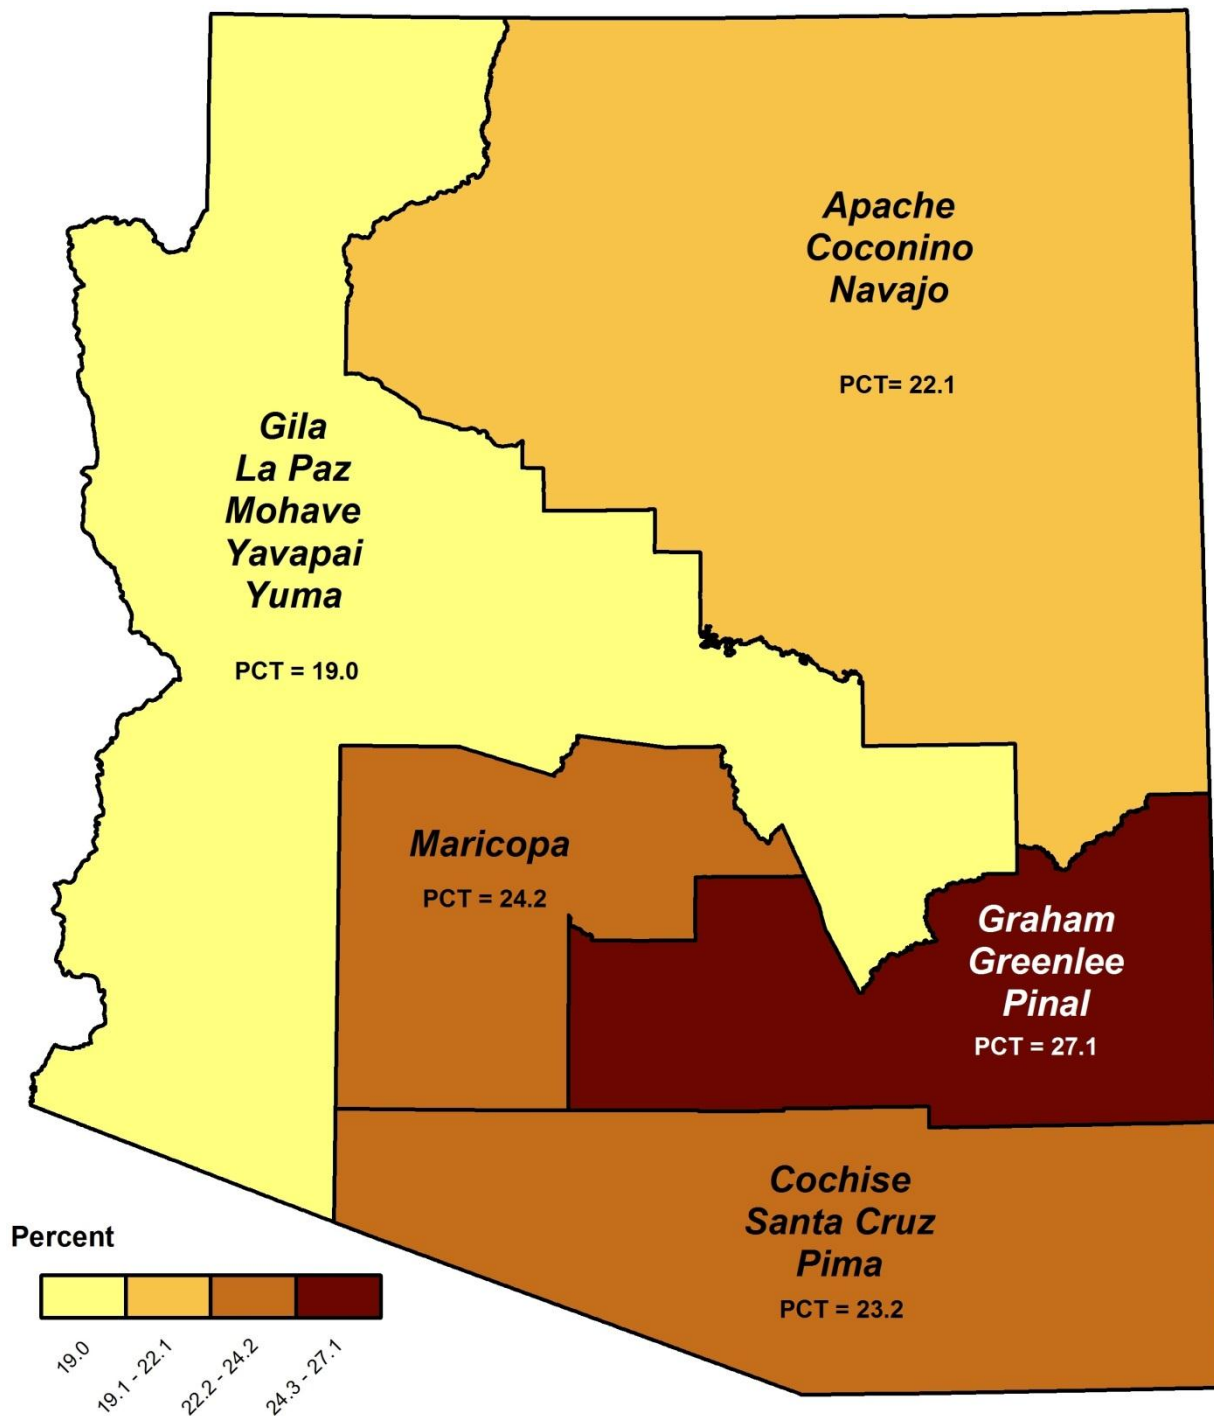 Apache
Coconino
Navajo
PCT= 22.1
Gila
La Paz
Mohave
Yavapai
Yuma
PCT = 19.0
Maricopa
PCT = 24.2
Graham
Greenlee
Pinal
PCT = 27.1
Cochise
Santa Cruz
Pima
PCT = 23.2
Percent
19.0
19.1 - 22.1
22.2 - 24.2
24.3 - 27.1